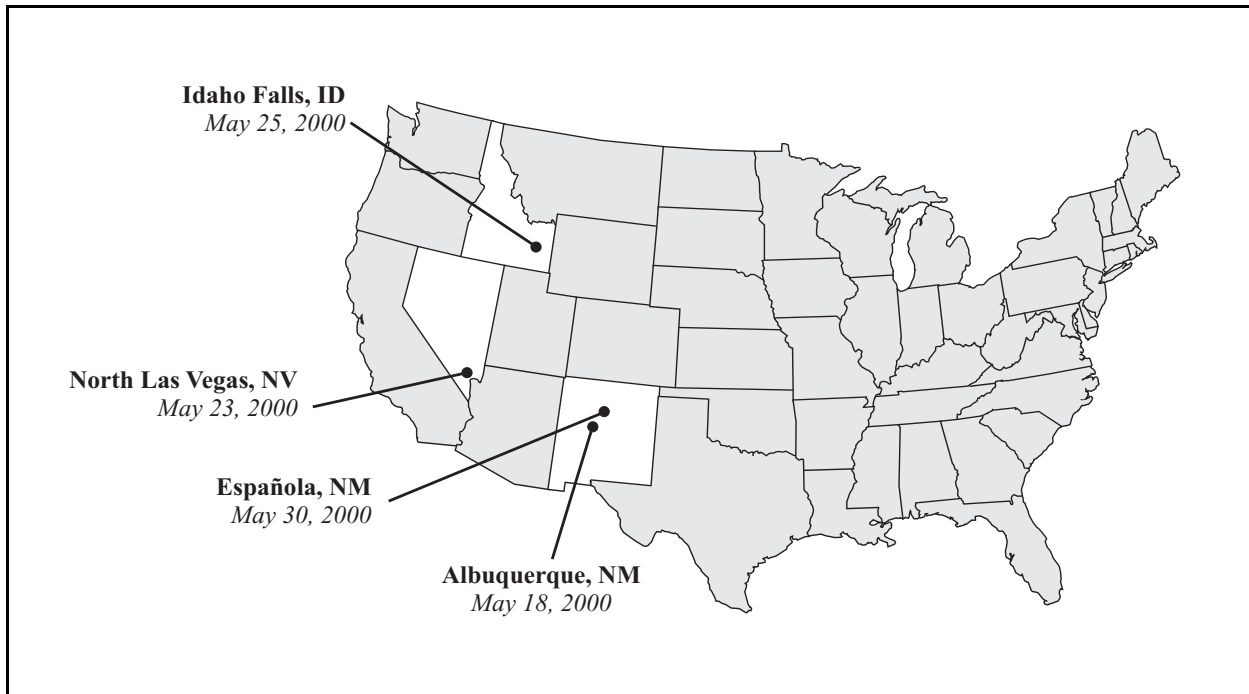 Idaho Falls, ID
May 25, 2000
North Las Vegas, NV
May 23, 2000
Española, NM
May 30, 2000
Albuquerque, NM
May 18, 2000